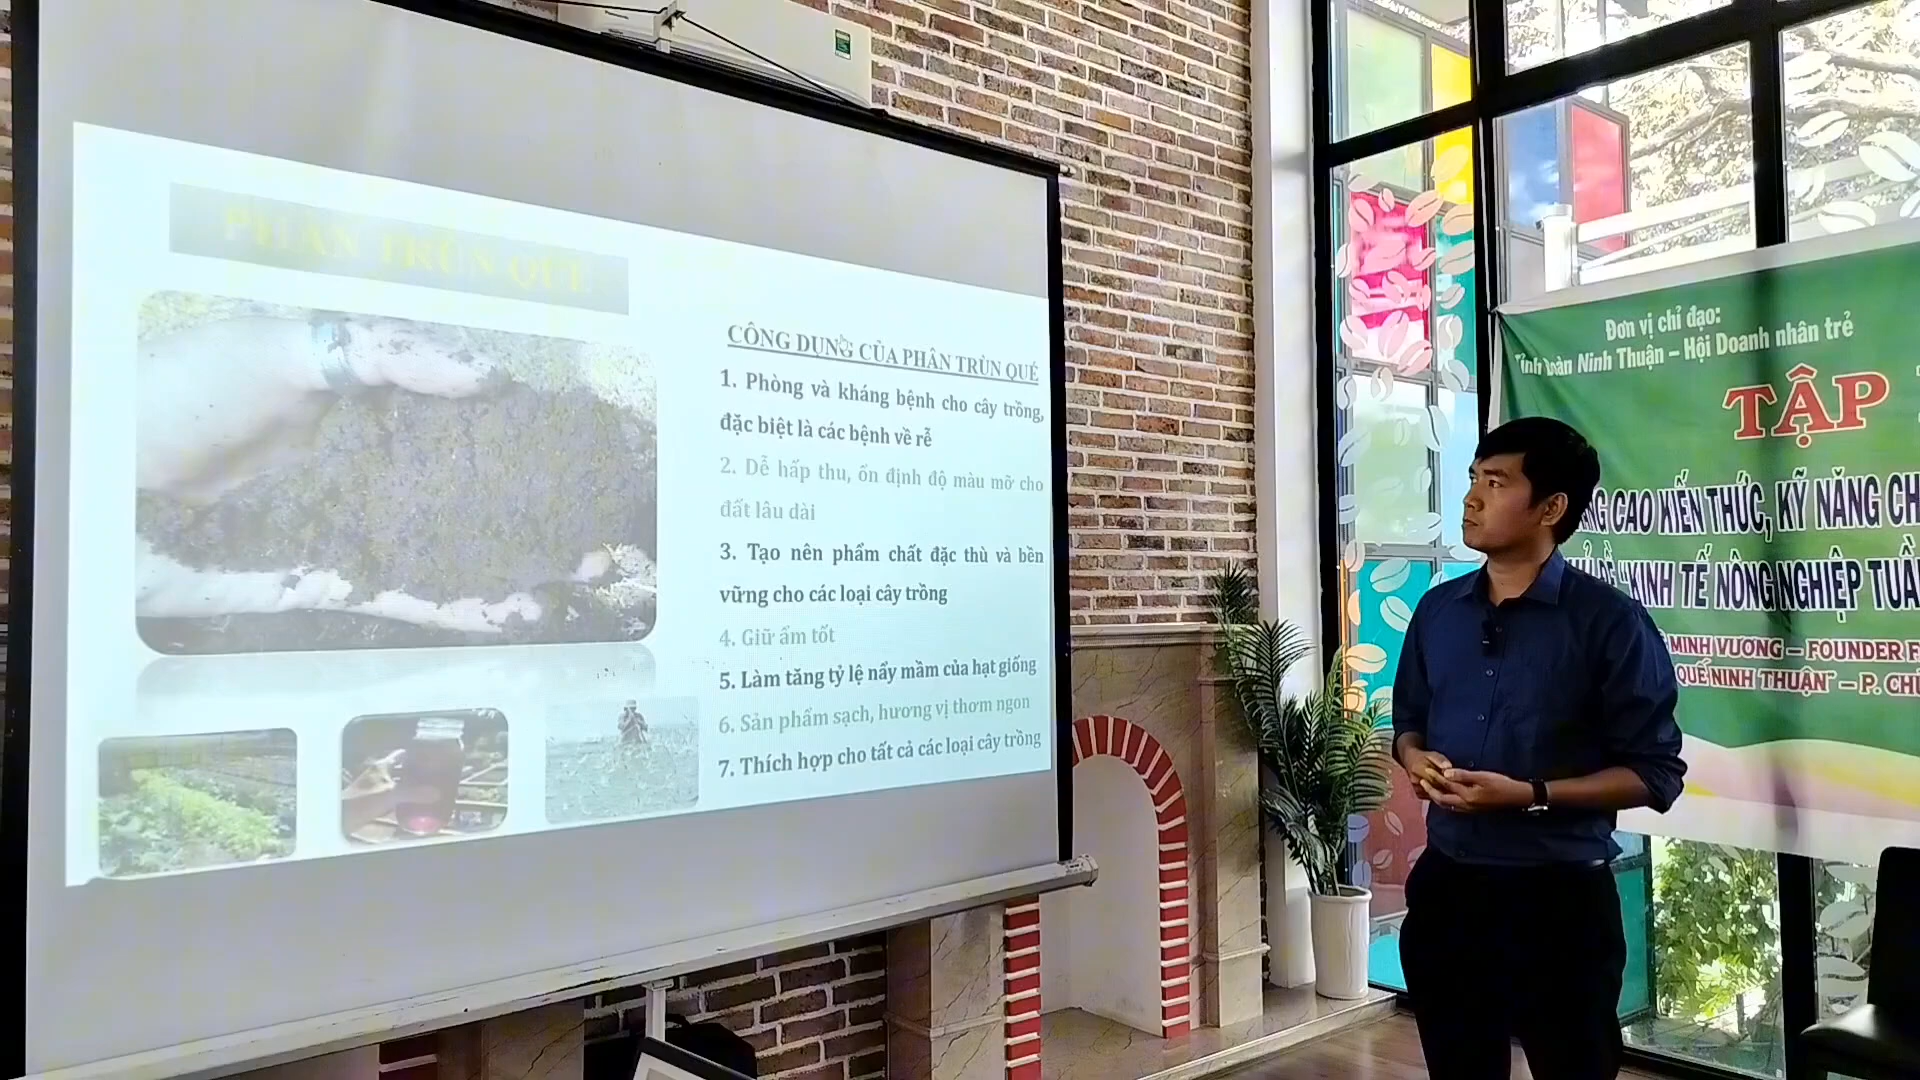 PHÂN TRÙN QUẾ
CÔNG DỤNG CỦA PHÂN TRÙN QUẾ
1. Phòng và kháng bệnh cho cây trồng,
đặc biệt là các bệnh về rễ
2. Dễ hấp thu, ổn định độ màu mỡ cho
đất lâu dài
3. Tạo nên phẩm chất đặc thù và bền
vững cho các loại cây trồng
4. Giữ ẩm tốt
5. Làm tăng tỷ lệ nẩy mầm của hạt giống
6. Sản phẩm sạch, hương vị thơm ngon
7. Thích hợp cho tất cả các loại cây trồng
Đơn vị chỉ đạo:
Tỉnh Đoàn Ninh Thuận – Hội Doanh nhân trẻ
TẬP
CAO KIẾN THỨC, KỸ NĂNG
"KINH TẾ NÔNG NGHIỆP
MINH VƯƠNG – FOUNDER
QUẾ NINH THUẬN" – P.